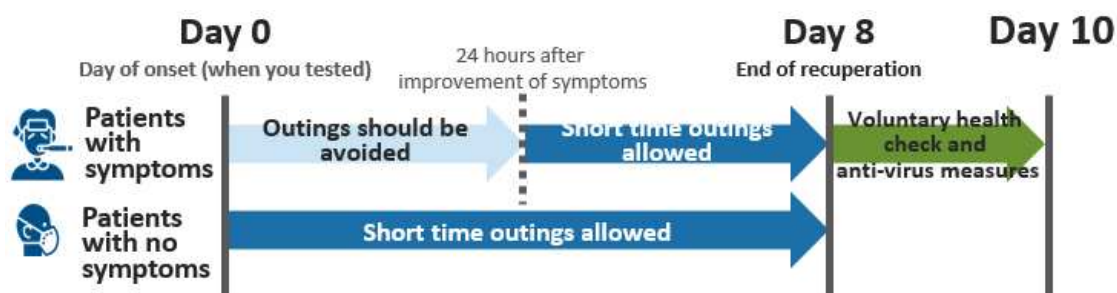 Day 0
Day 8
Day 10
Day of onset (when you tested)
24 hours after
improvement of symptoms
End of recuperation
Patients
with
symptoms
Outings should be
avoided
Short time outings
allowed
Voluntary health
check and
anti-virus measures
Patients
with no
symptoms
Short time outings allowed